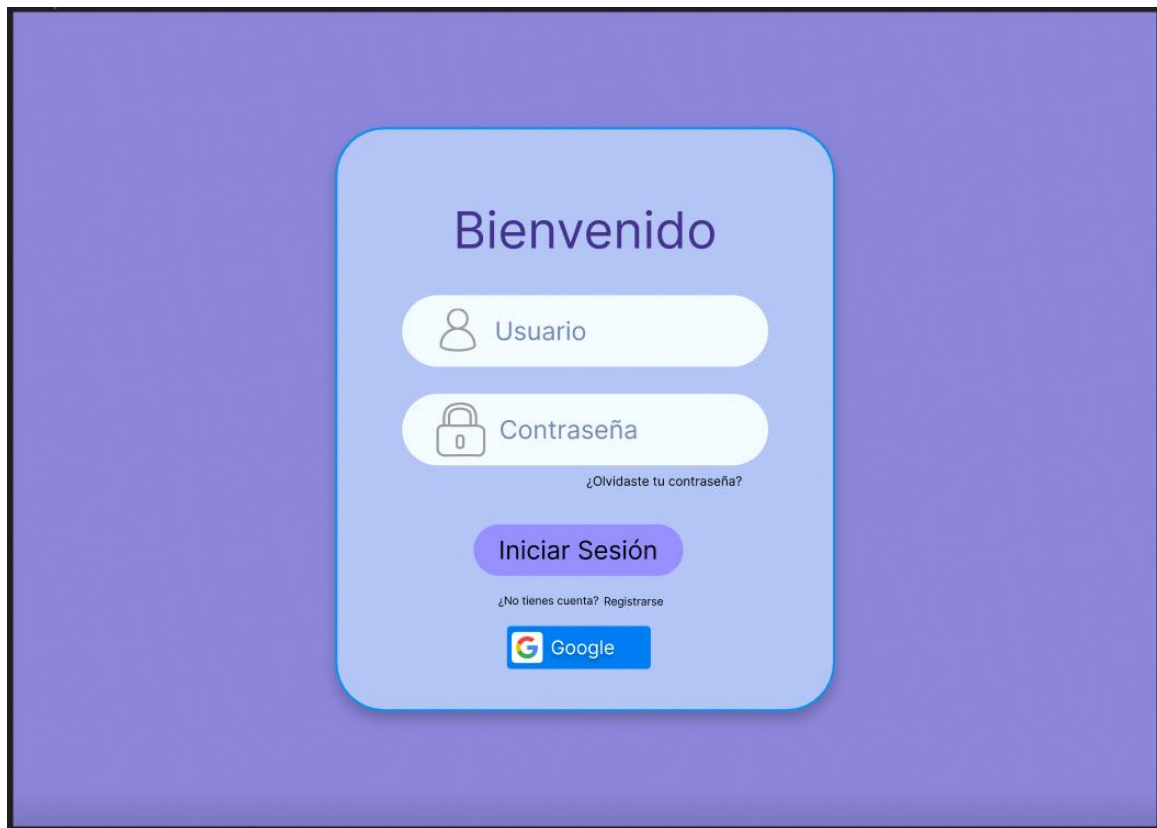 Bienvenido
Usuario
Contraseña
¿Olvidaste tu contraseña?
Iniciar Sesión
¿No tienes cuenta? Registrarse
G Google